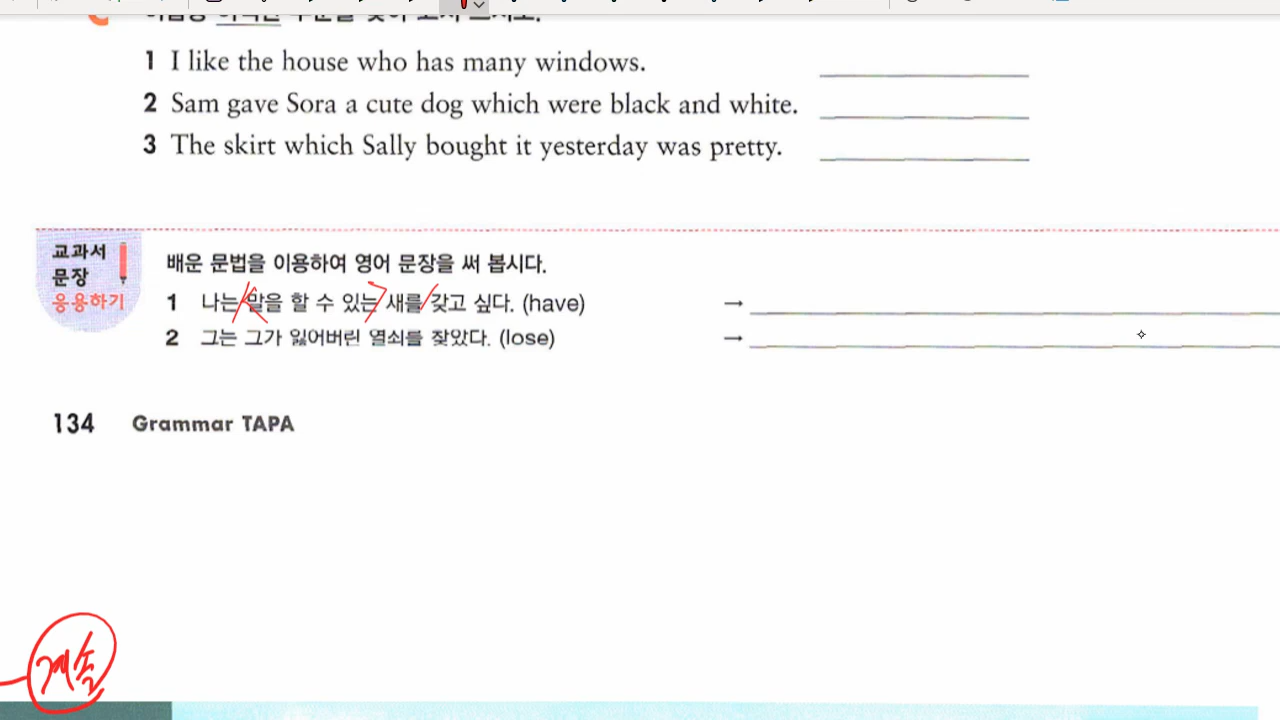 1 I like the house who has many windows.
2 Sam gave Sora a cute dog which were black and white.
3 The skirt which Sally bought it yesterday was pretty.
교과서
문장
응용하기
배운 문법을 이용하여 영어 문장을 써 봅시다.
1 나는 말을 할 수 있는 새를 갖고 싶다. (have) →
2 그는 그가 잃어버린 열쇠를 찾았다. (lose) →
134 Grammar TAPA